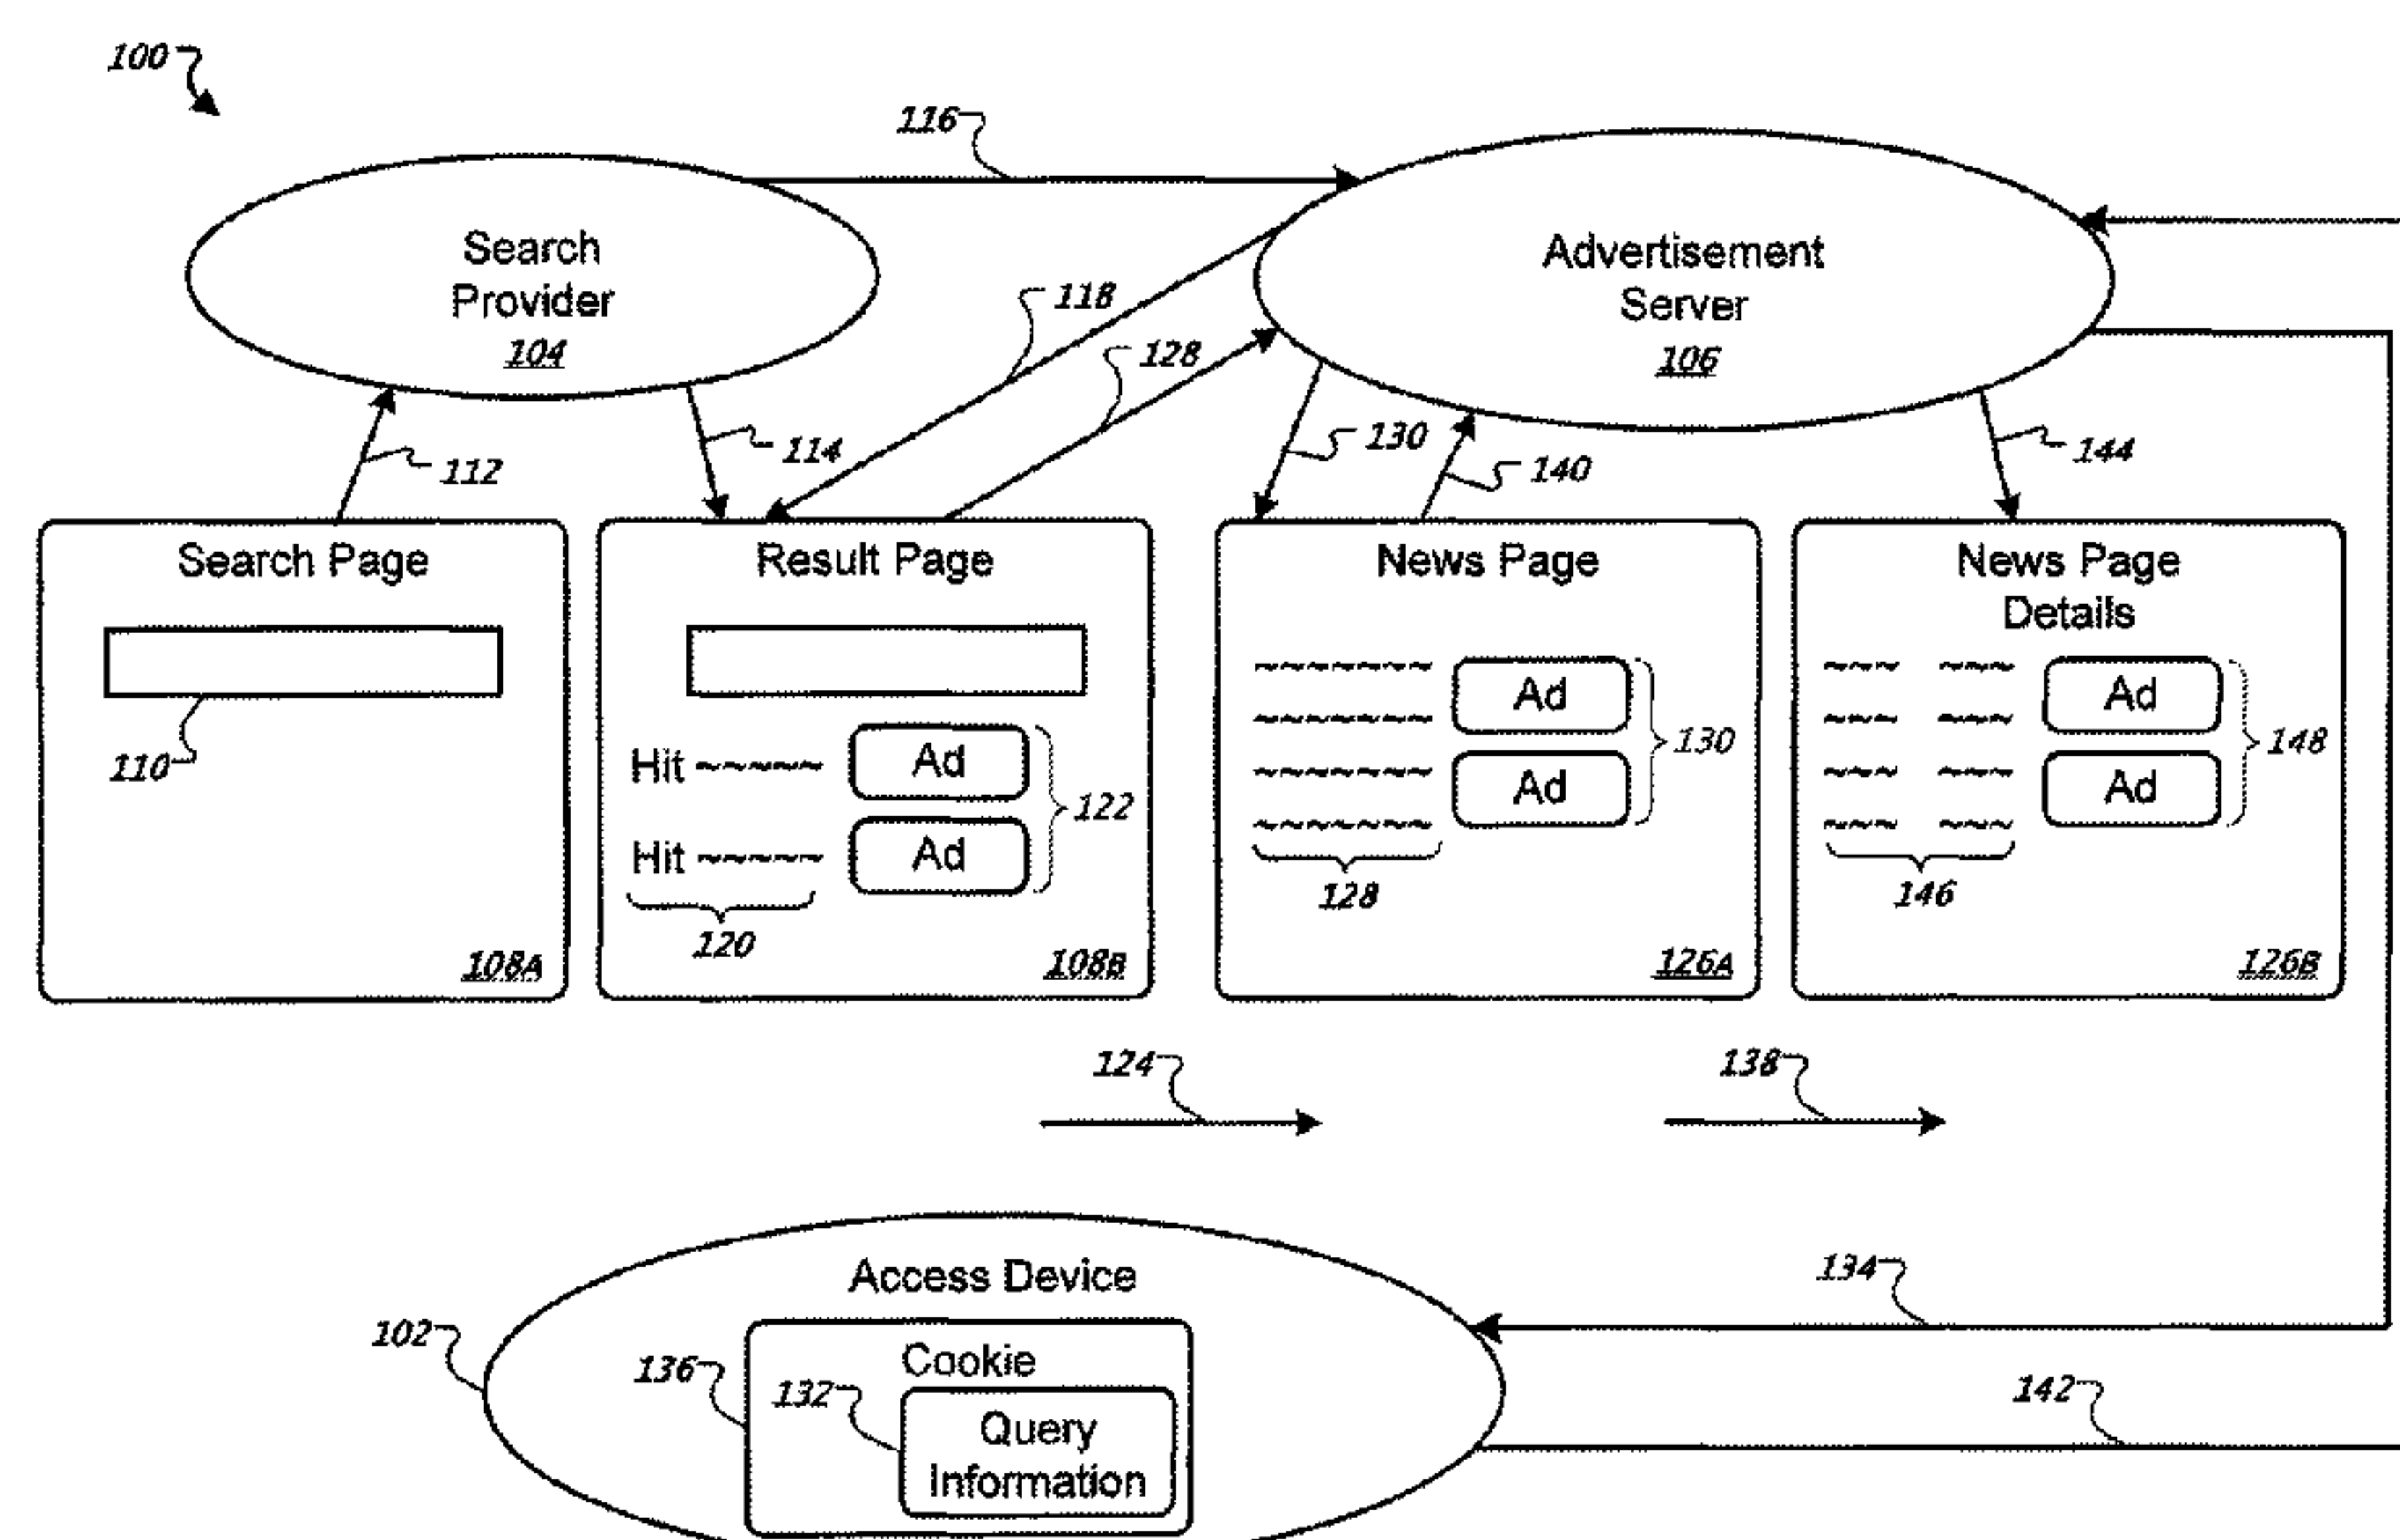 100
116
Search
Provider
104
Advertisement
Server
106
118
128
112
114
130
140
144
Search Page
110
108A
Result Page
Hit
Ad
Hit
Ad
122
120
108B
News Page
Ad
Ad
130
128
126A
News Page
Details
Ad
Ad
148
146
126B
124
138
Access Device
102
134
136
Cookie
132
Query
Information
142